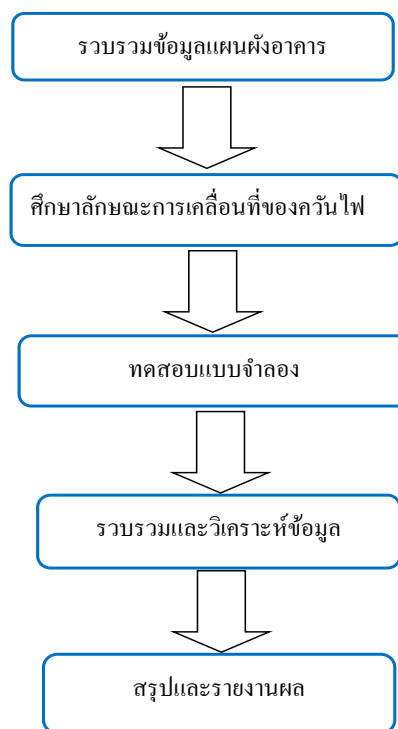 รวบรวมข้อมูลแผนผังอาคาร
ศึกษาลักษณะการเคลื่อนที่ของควันไฟ
ทดสอบแบบจำลอง
รวบรวมและวิเคราะห์ข้อมูล
สรุปและรายงานผล